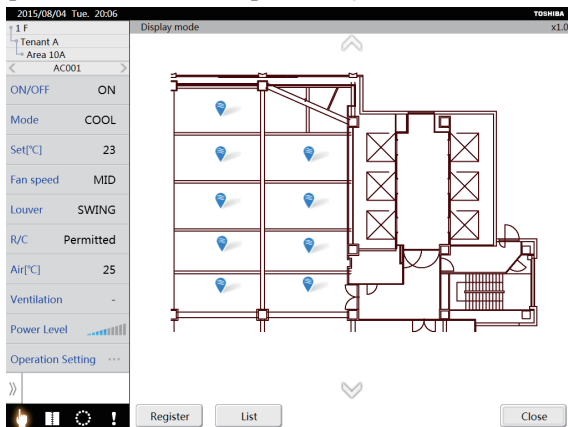 2015/08/04 Tue. 20:06
TOSHIBA
1 F
Tenant A
Area 10A
< AC001 >
Display mode
x1.0
ON/OFF ON
Mode COOL
Set[℃] 23
Fan speed MID
Louver SWING
R/C Permitted
Air[℃] 25
Ventilation -
Power Level
Operation Setting ...
Register
List
Close